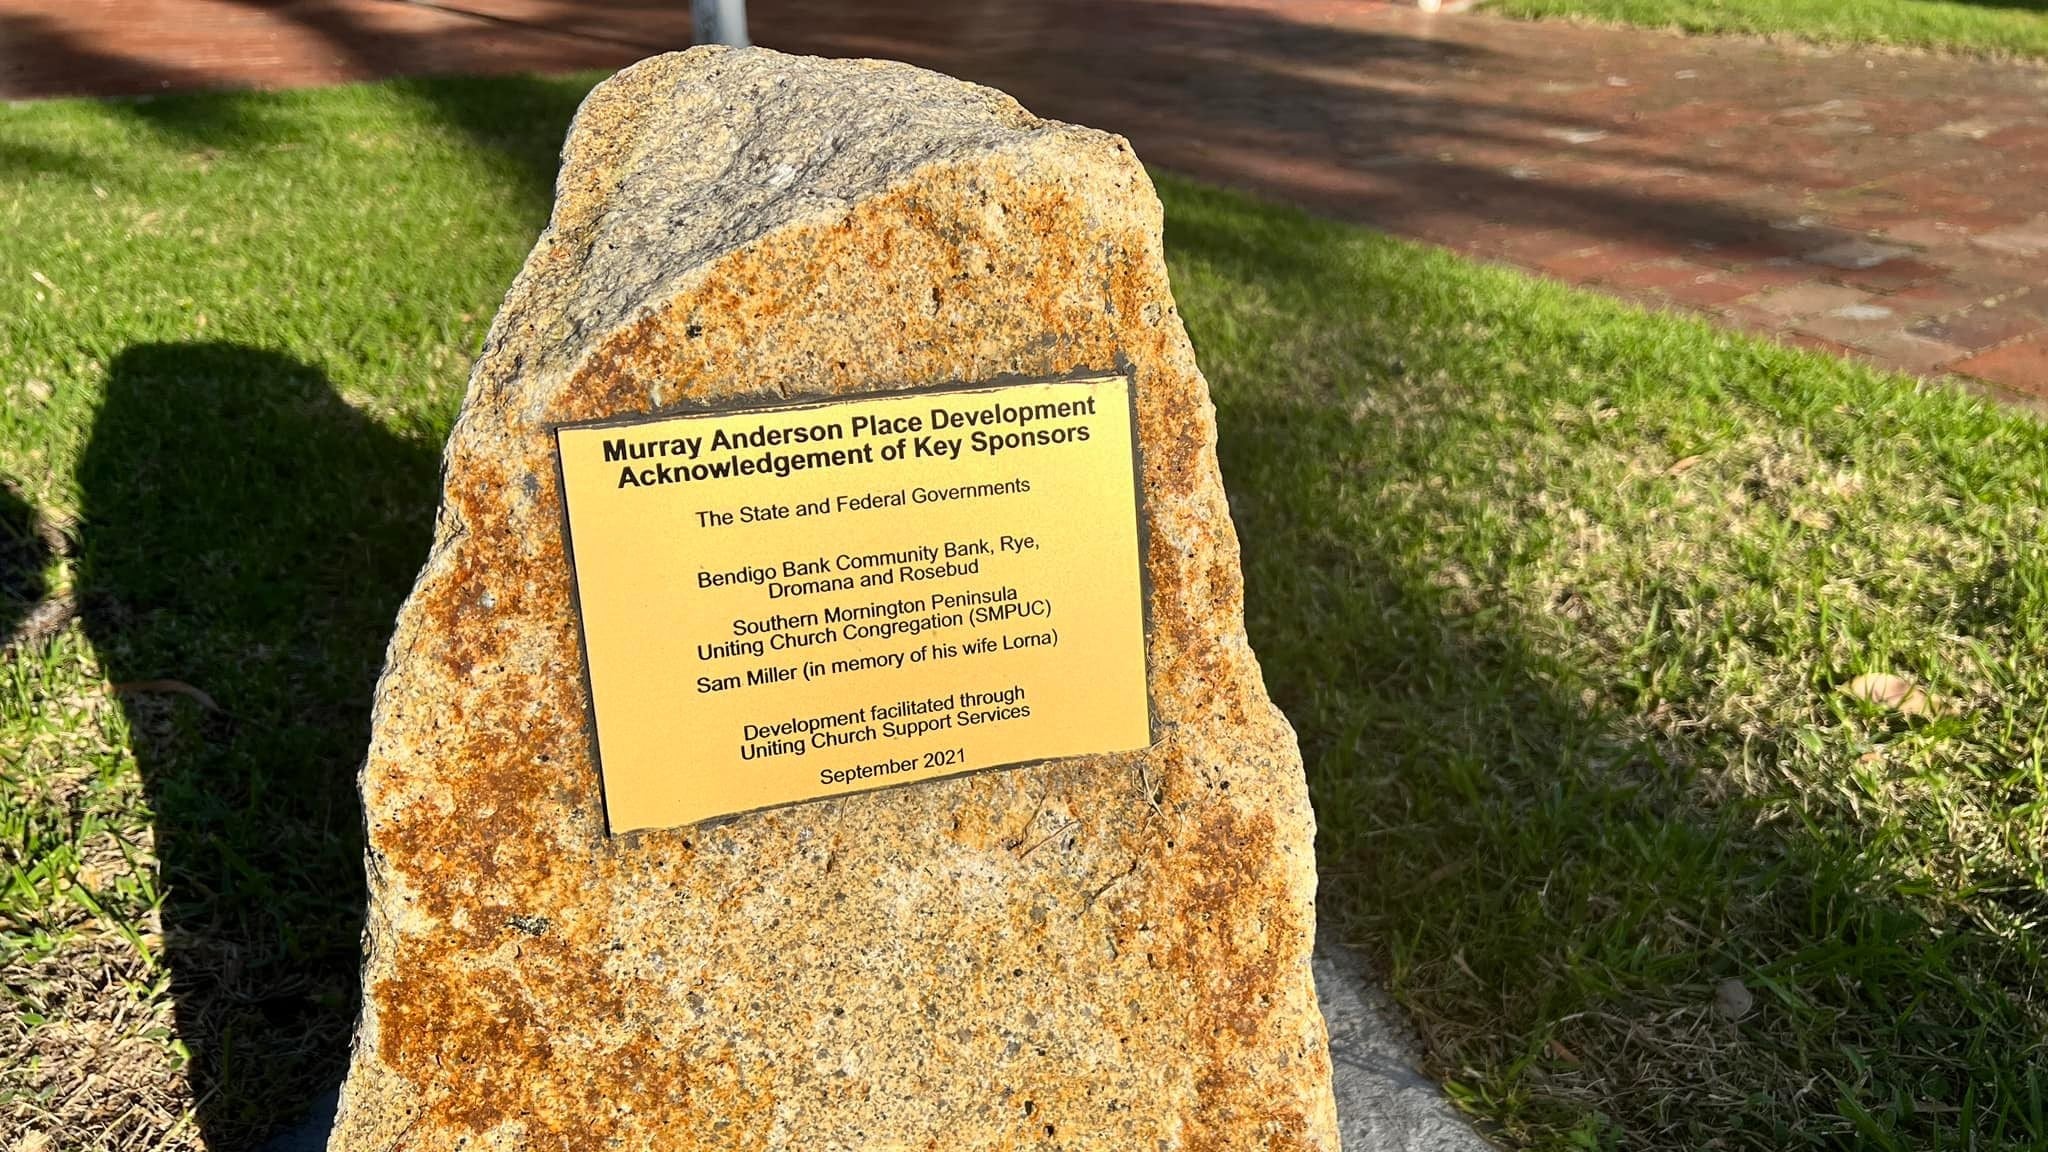 Murray Anderson Place Development
Acknowledgement of Key Sponsors
The State and Federal Governments
Bendigo Bank Community Bank, Rye,
Dromana and Rosebud
Southern Mornington Peninsula
Uniting Church Congregation (SMPUC)
Sam Miller (in memory of his wife Lorna)
Development facilitated through
Uniting Church Support Services
September 2021